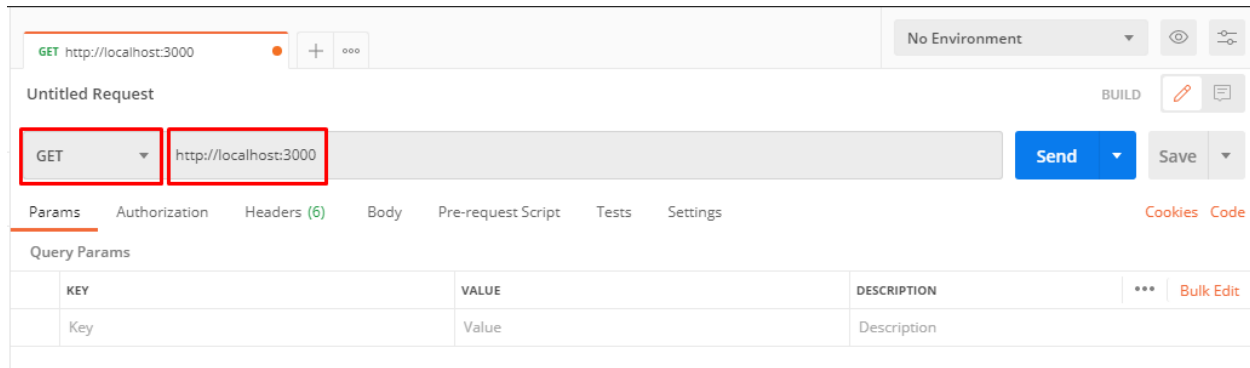 GET http://localhost:3000 No Environment
Untitled Request BUILD
GET http://localhost:3000 Send Save
Params Authorization Headers (6) Body Pre-request Script Tests Settings Cookies Code
Query Params
KEY VALUE DESCRIPTION Bulk Edit
Key Value Description